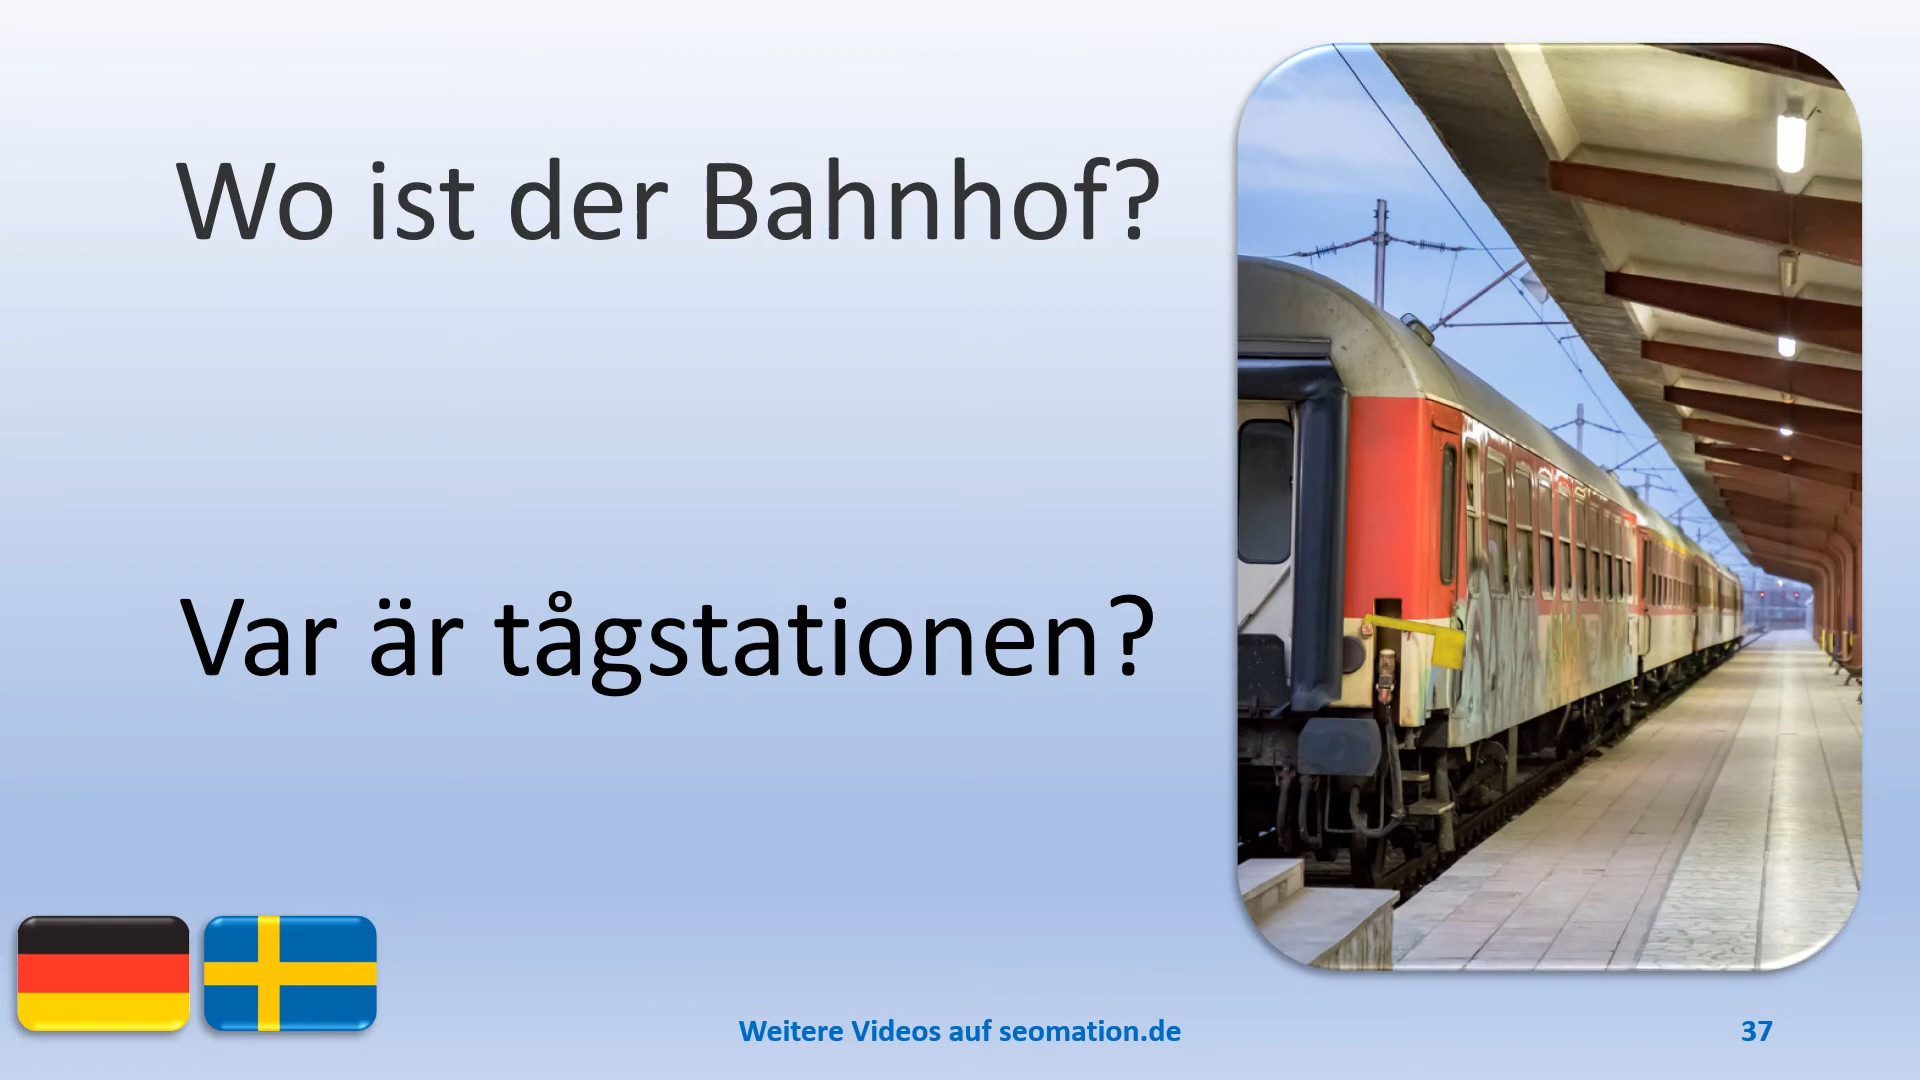 Wo ist der Bahnhof?
Var är tågstationen?
Weitere Videos auf seomation.de
37